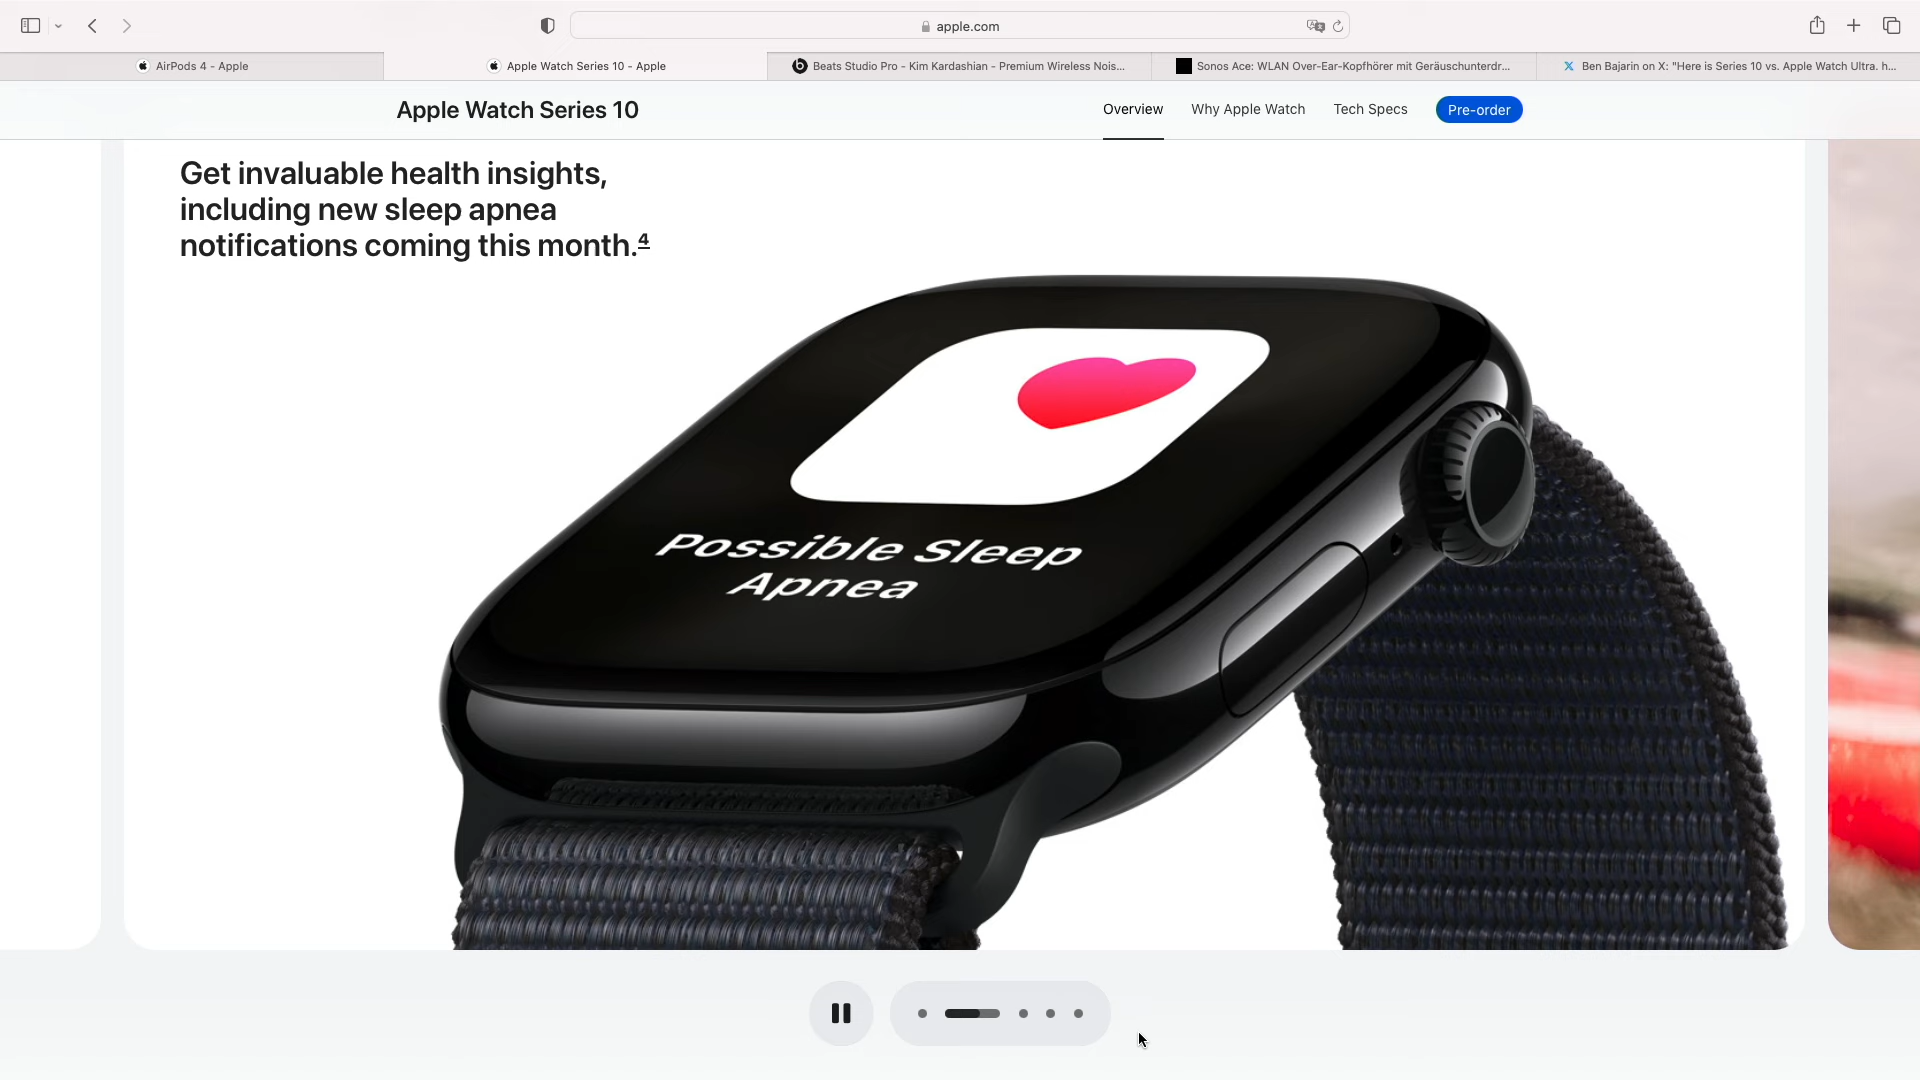 apple.com
AirPods 4 - Apple
Apple Watch Series 10 - Apple
Beats Studio Pro - Kim Kardashian - Premium Wireless Nois...
Sonos Ace: WLAN Over-Ear-Kopfhörer mit Geräuschunterdr...
Ben Bajarin on X: "Here is Series 10 vs. Apple Watch Ultra. h...
Apple Watch Series 10
Overview
Why Apple Watch
Tech Specs
Pre-order
Get invaluable health insights,
including new sleep apnea
notifications coming this month.4
Possible Sleep
Apnea